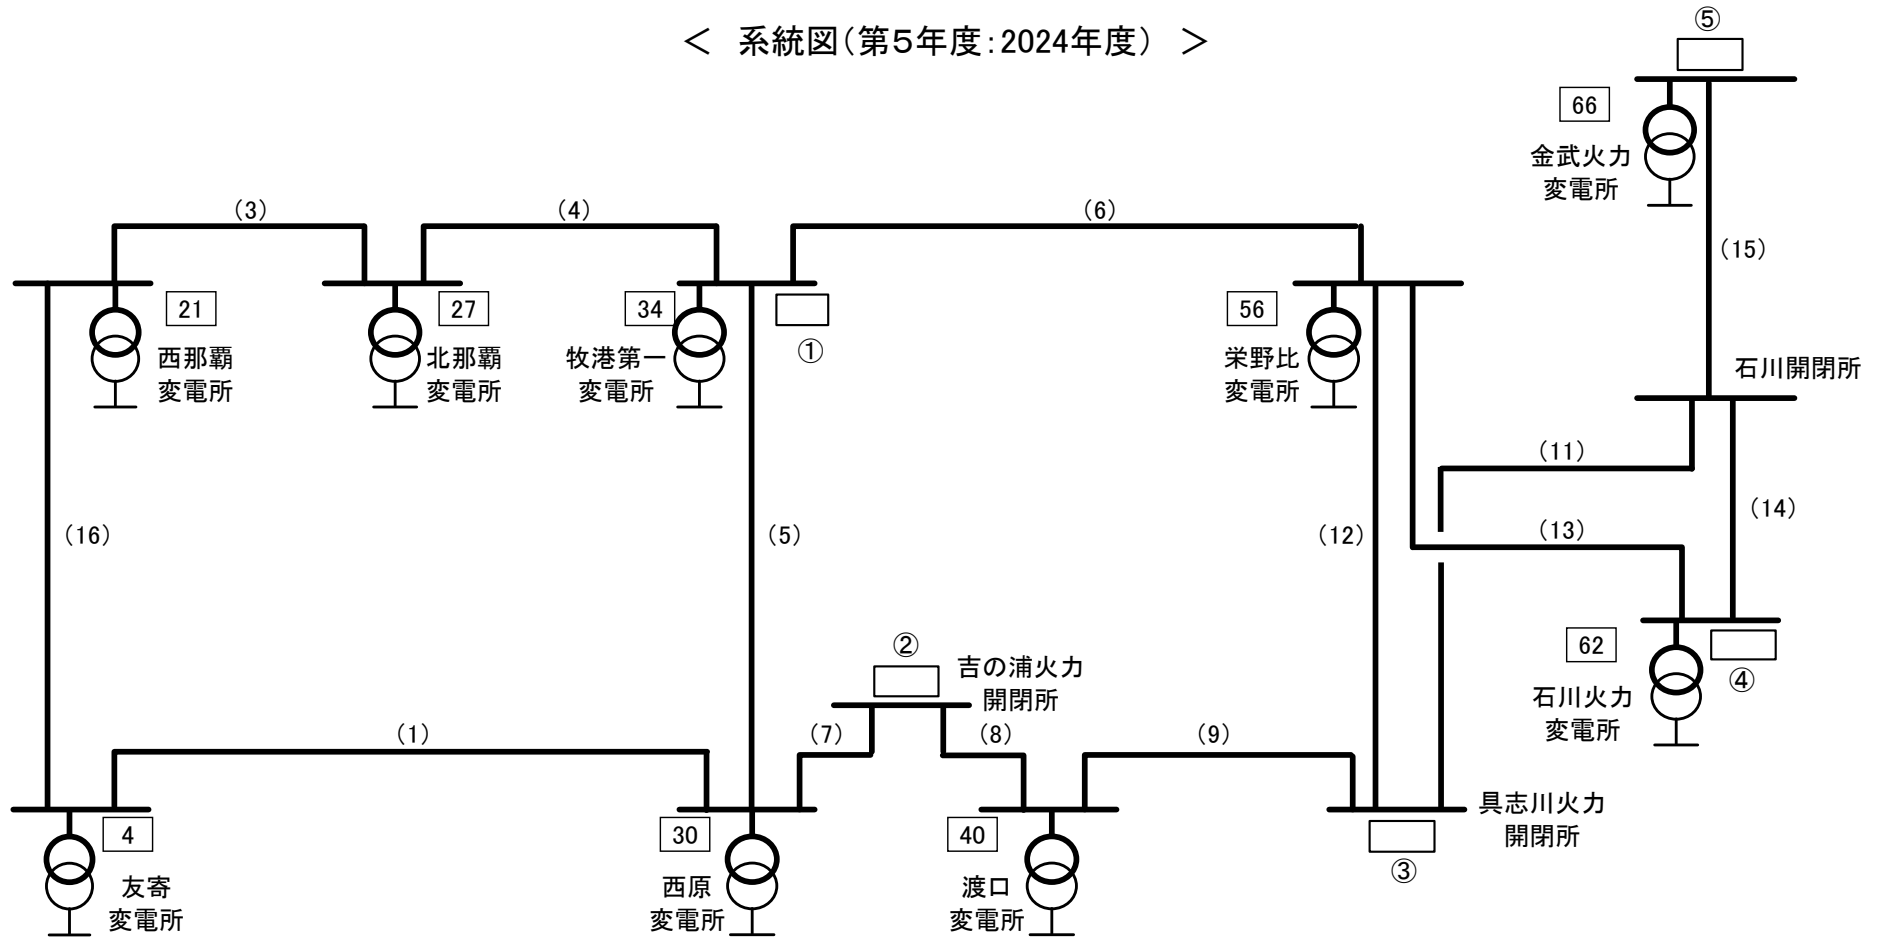 ＜ 系統図(第５年度:2024年度) ＞
⑤
66
金武火力
変電所
(3)
(4)
(6)
(15)
21
西那覇
変電所
27
北那覇
変電所
34
牧港第一
変電所
①
56
栄野比
変電所
石川開閉所
(11)
(14)
(16)
(5)
(12)
(13)
②
吉の浦火力
開閉所
62
石川火力
変電所
④
(1)
(7)
(8)
(9)
4
友寄
変電所
30
西原
変電所
40
渡口
変電所
具志川火力
開閉所
③